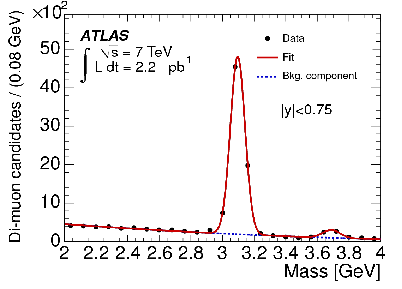 ×10²
60
50
40
30
20
10
0
Di-muon candidates / (0.08 GeV)
ATLAS
√s = 7 TeV
∫ L dt = 2.2 pb⁻¹
Data
Fit
Bkg. component
|y|<0.75
2 2.2 2.4 2.6 2.8 3 3.2 3.4 3.6 3.8 4
Mass [GeV]